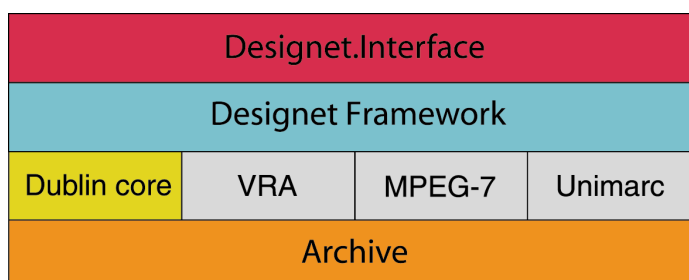 Designet.Interface
Designet Framework
Dublin core VRA MPEG-7 Unimarc
Archive